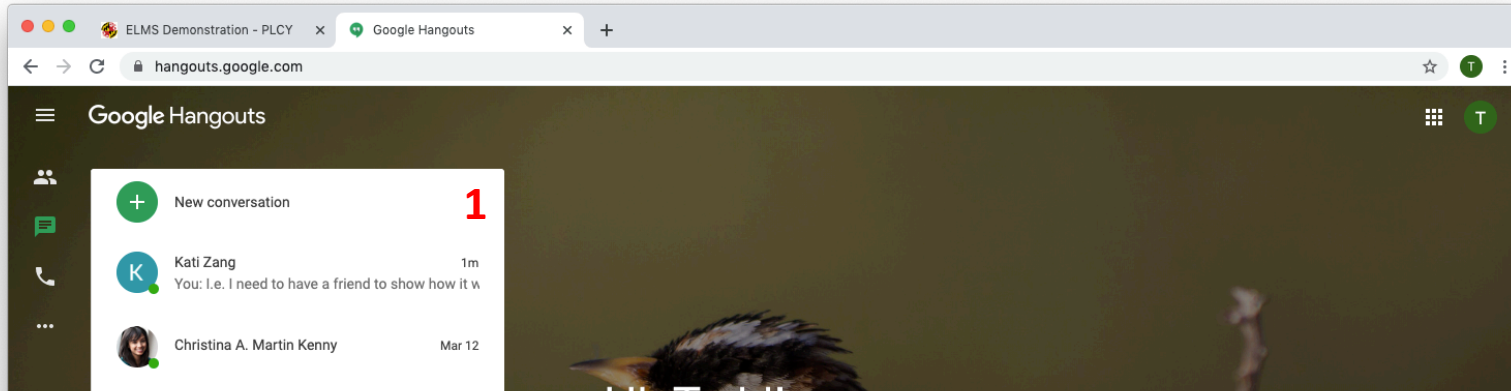 ELMS Demonstration - PLCY
Google Hangouts
hangouts.google.com
T
Google Hangouts
T
New conversation
1
Kati Zang
1m
K
You: I.e. I need to have a friend to show how it w
Christina A. Martin Kenny
Mar 12